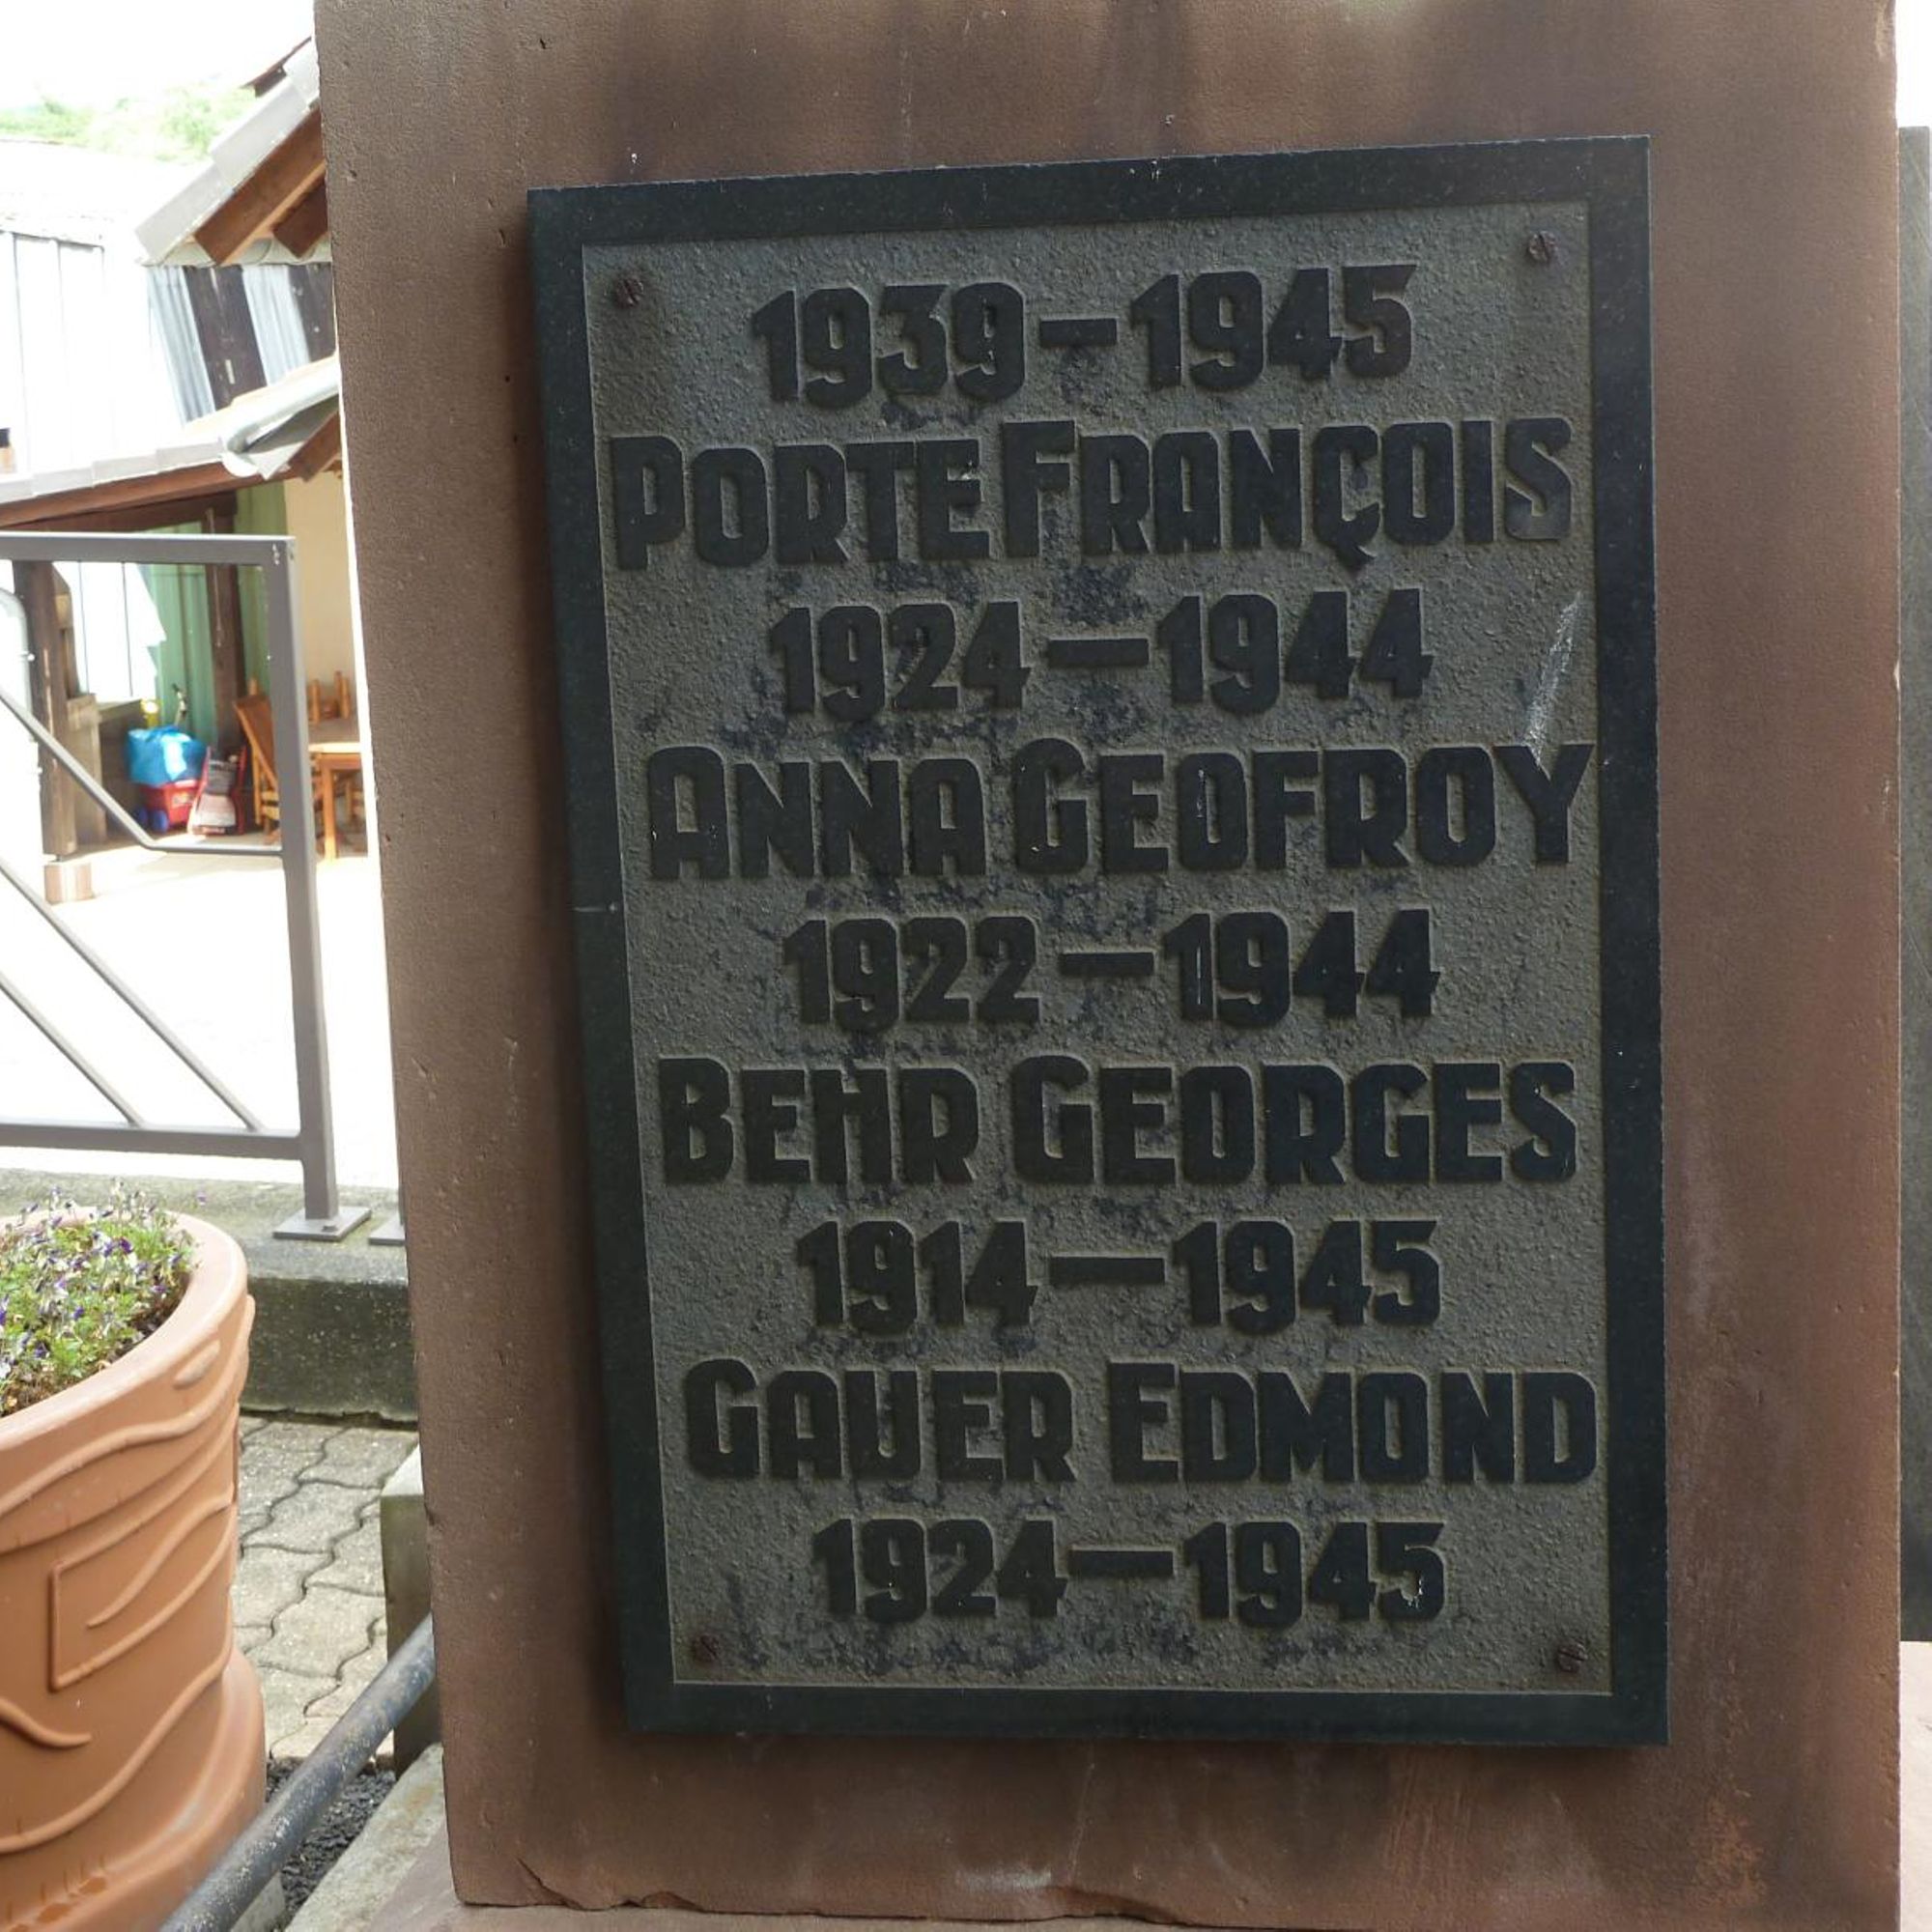 1939-1945
PORTE FRANÇOIS
1924-1944
ANNA GEOFROY
1922-1944
BEHR GEORGES
1914-1945
GAUER EDMOND
1924-1945